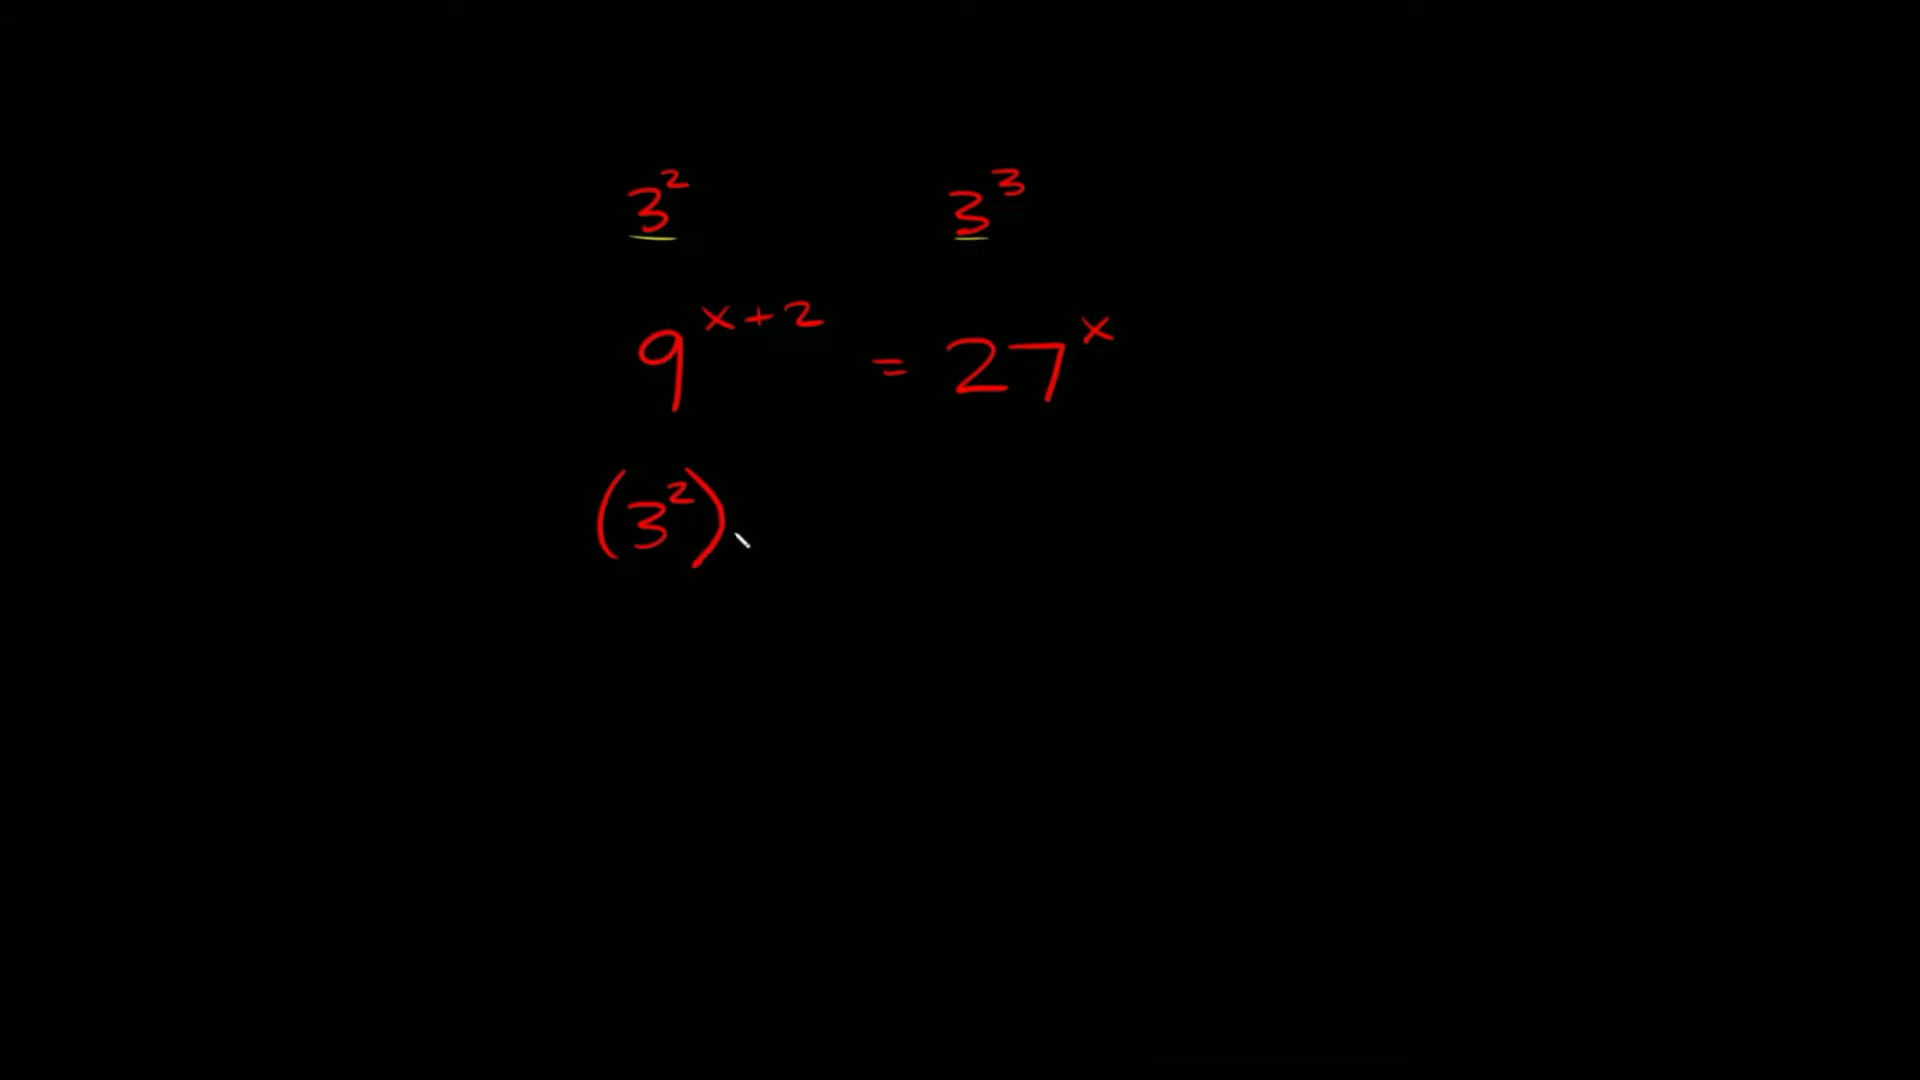 3² 3³
9^(x+2) = 27^x
(3²)